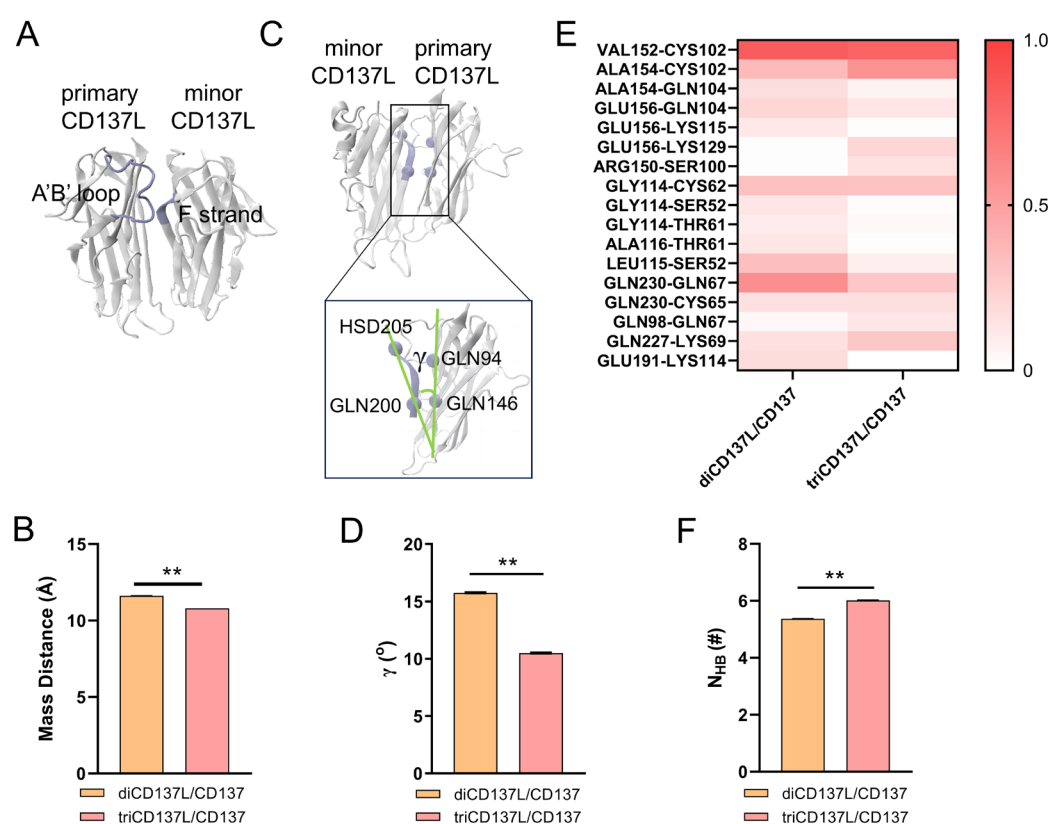 A
primary
CD137L
minor
CD137L
A'B' loop
F strand
C
minor
CD137L
primary
CD137L
HSD205
γ
GLN94
GLN200
GLN146
E
VAL152-CYS102
ALA154-CYS102
ALA154-GLN104
GLU156-GLN104
GLU156-LYS115
GLU156-LYS129
ARG150-SER100
GLY114-CYS62
GLY114-SER52
GLY114-THR61
ALA116-THR61
LEU115-SER52
GLN230-GLN67
GLN230-CYS65
GLN98-GLN67
GLN227-LYS69
GLU191-LYS114
diCD137L/CD137
triCD137L/CD137
1.0
0.5
0
B
Mass Distance (Å)
15
10
5
0
**
diCD137L/CD137
triCD137L/CD137
D
γ (o)
20
15
10
5
0
**
diCD137L/CD137
triCD137L/CD137
F
NHB (#)
8
6
4
2
0
**
diCD137L/CD137
triCD137L/CD137